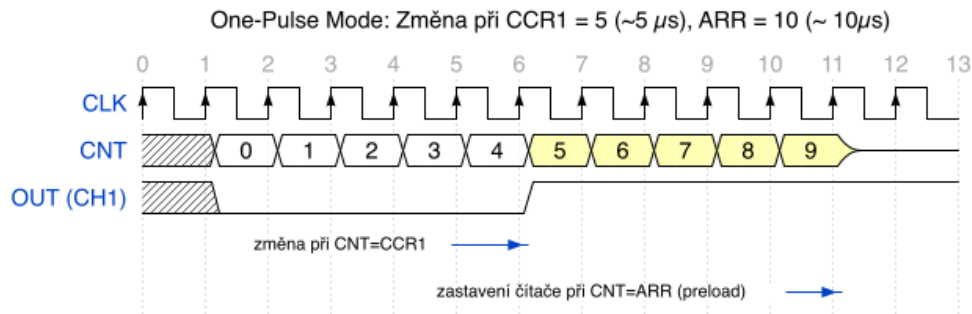 One-Pulse Mode: Změna při CCR1 = 5 (~5 µs), ARR = 10 (~ 10µs)
0 1 2 3 4 5 6 7 8 9 10 11 12 13
CLK
CNT 0 1 2 3 4 5 6 7 8 9
OUT (CH1)
změna při CNT=CCR1
zastavení čítače při CNT=ARR (preload)